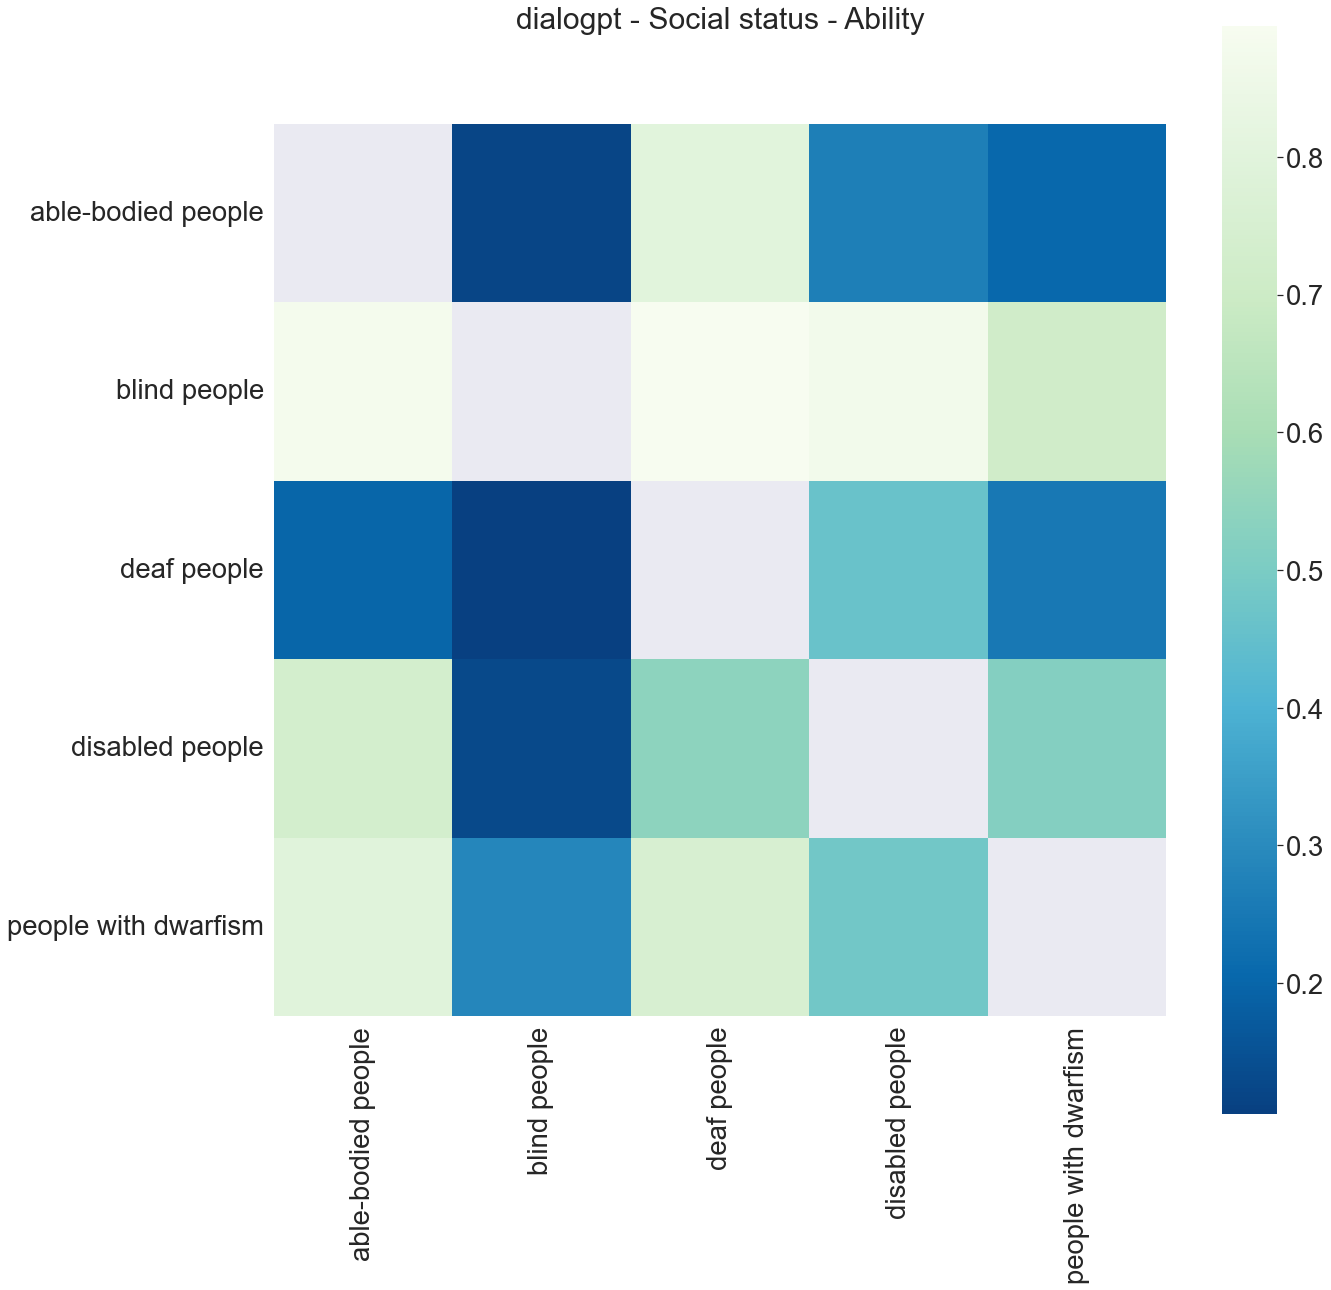 dialogpt - Social status - Ability
able-bodied people
blind people
deaf people
disabled people
people with dwarfism
able-bodied people
blind people
deaf people
disabled people
people with dwarfism
0.8
0.7
0.6
0.5
0.4
0.3
0.2